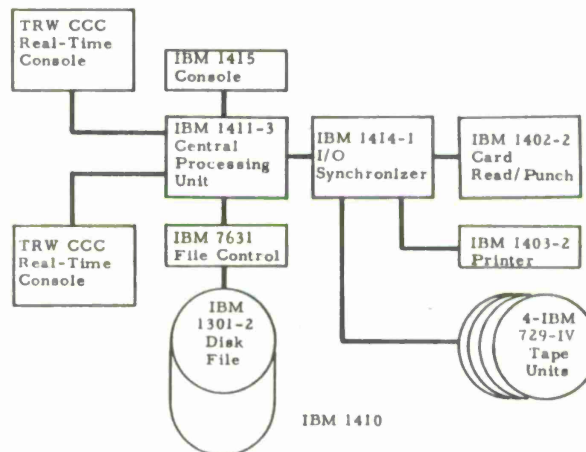 TRW CCC
Real-Time
Console
IBM 1415
Console
IBM 1411-3
Central
Processing
Unit
IBM 1414-1
I/O
Synchronizer
IBM 1402-2
Card
Read/Punch
TRW CCC
Real-Time
Console
IBM 7631
File Control
IBM 1403-2
Printer
IBM
1301-2
Disk
File
4-IBM
729-IV
Tape
Units
IBM 1410